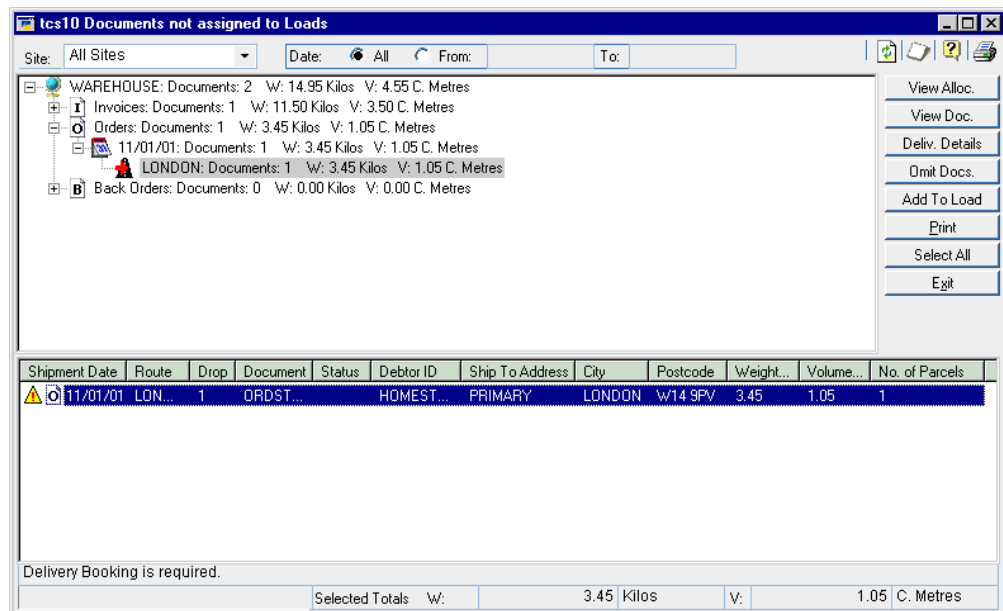 tcs10 Documents not assigned to Loads
Site: All Sites Date: All From: To:
WAREHOUSE: Documents: 2 W: 14.95 Kilos V: 4.55 C. Metres
I Invoices: Documents: 1 W: 11.50 Kilos V: 3.50 C. Metres
O Orders: Documents: 1 W: 3.45 Kilos V: 1.05 C. Metres
11/01/01: Documents: 1 W: 3.45 Kilos V: 1.05 C. Metres
LONDON: Documents: 1 W: 3.45 Kilos V: 1.05 C. Metres
B Back Orders: Documents: 0 W: 0.00 Kilos V: 0.00 C. Metres
View Alloc.
View Doc.
Deliv. Details
Omit Docs.
Add To Load
Print
Select All
Exit
Shipment Date Route Drop Document Status Debtor ID Ship To Address City Postcode Weight... Volume... No. of Parcels
O 11/01/01 LON... 1 ORDST... HOMEST... PRIMARY LONDON W14 9PV 3.45 1.05 1
Delivery Booking is required.
Selected Totals W: 3.45 Kilos V: 1.05 C. Metres